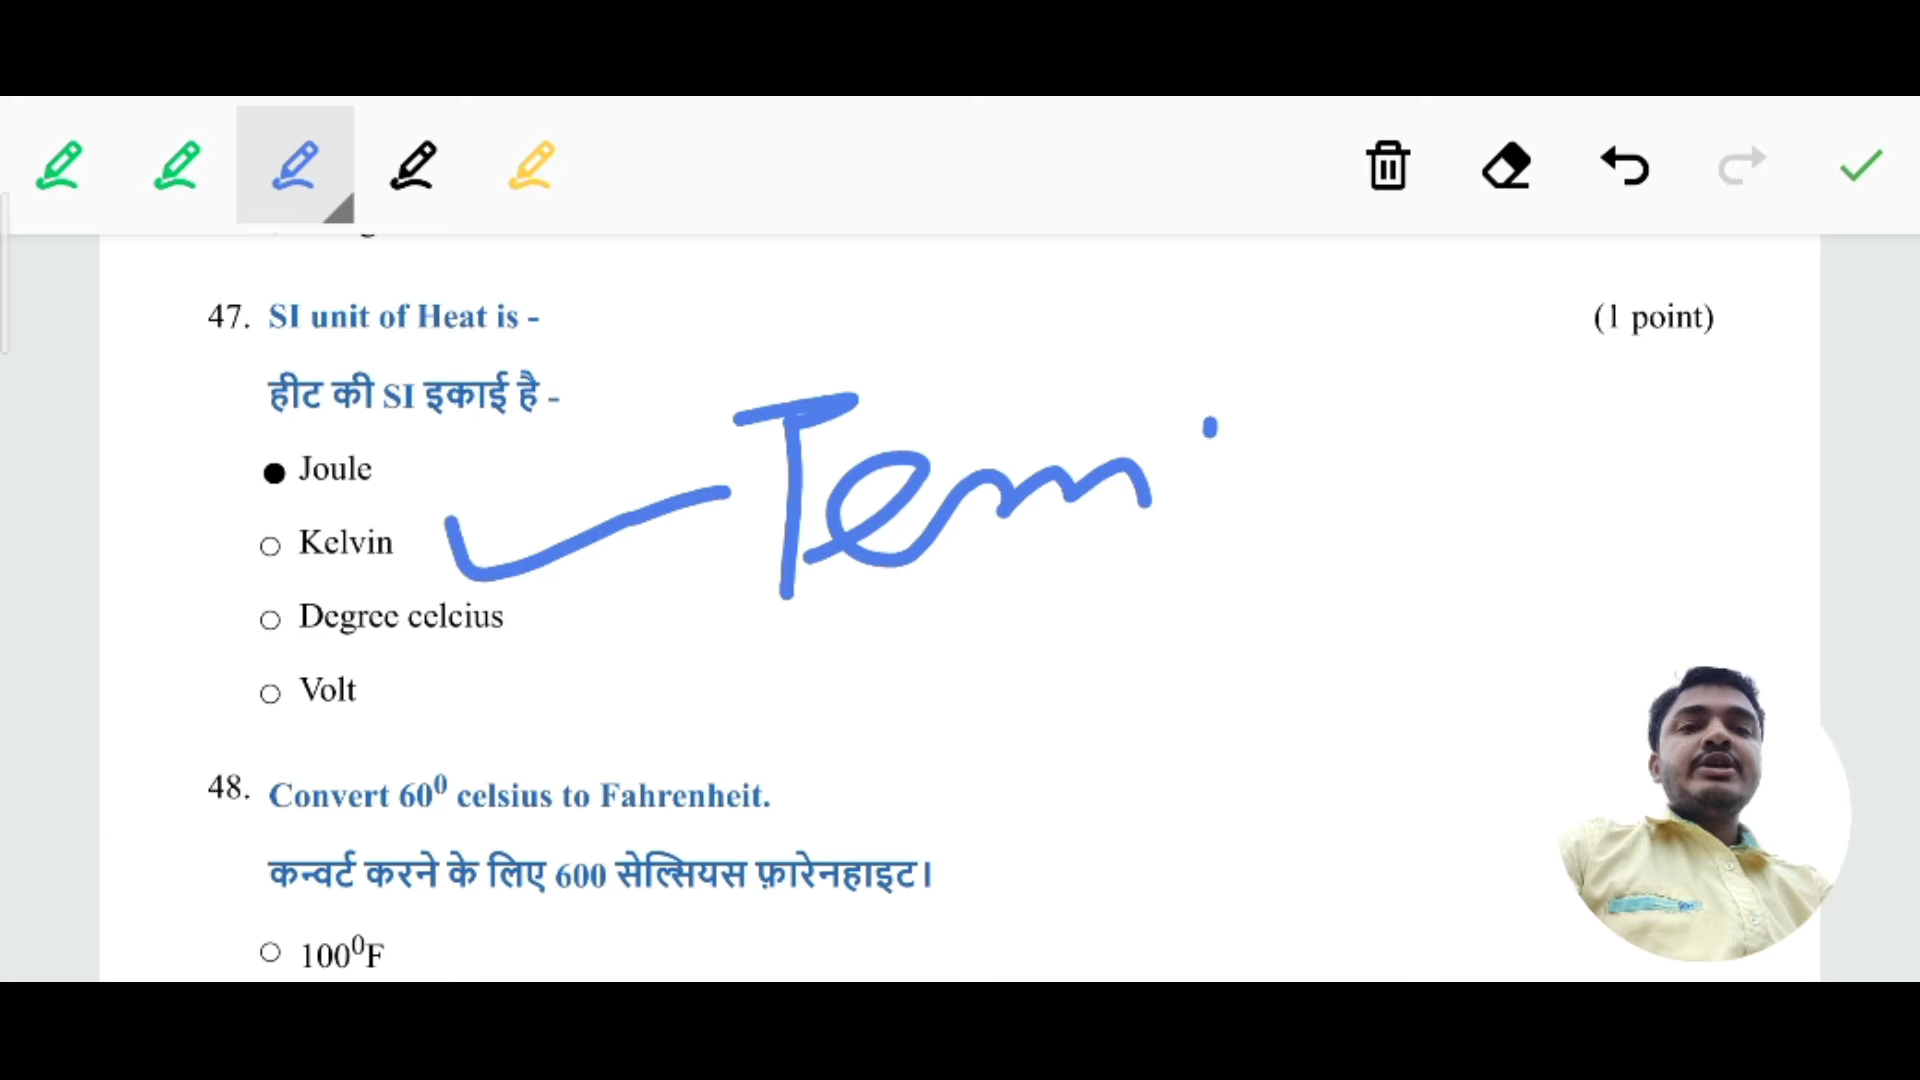 47. SI unit of Heat is - (1 point)
हीट की SI इकाई है -
Joule
Kelvin
Tem
Degree celcius
Volt
48. Convert 60⁰ celsius to Fahrenheit.
कन्वर्ट करने के लिए 600 सेल्सियस फ़ारेनहाइट।
100⁰F